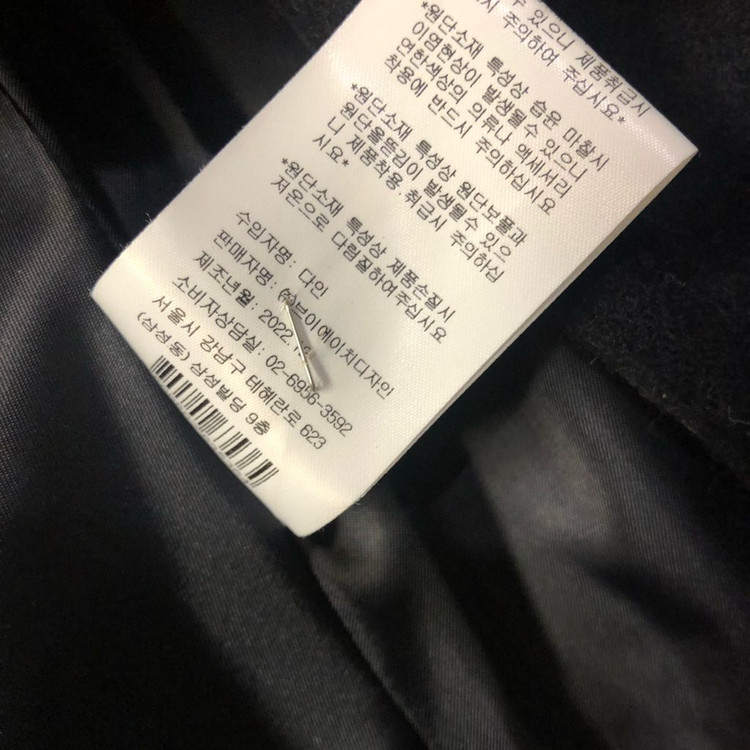 수 있으니 제품취급시
주의하여 주십시요*
*원단소재 특성상 습윤 마찰시
이염현상이 발생될수 있으니
연한색상의 의류나 액세서리
착용에 반드시 주의하십시요
*원단소재 특성상 원단보풀과
원단올뜯김이 발생될수 있으
니 제품착용.취급시 주의하십
시요*
*원단소재 특성상 제품손질시
저온으로 다림질하여주십시요
수입자명: 다인
판매자명: ㈜브이에이치디자인
제조년월: 2022.
소비자상담실: 02-6956-3592
서울시 강남구 테헤란로 623
(삼성동) 삼성빌딩 9층